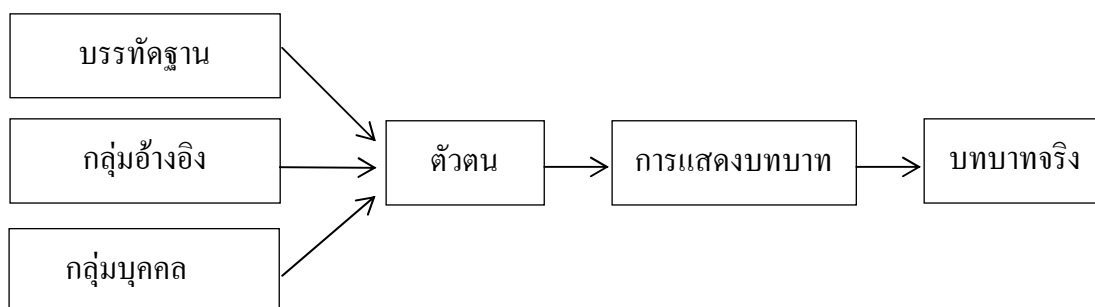 บรรทัดฐาน
กลุ่มอ้างอิง
กลุ่มบุคคล
ตัวตน
การแสดงบทบาท
บทบาทจริง